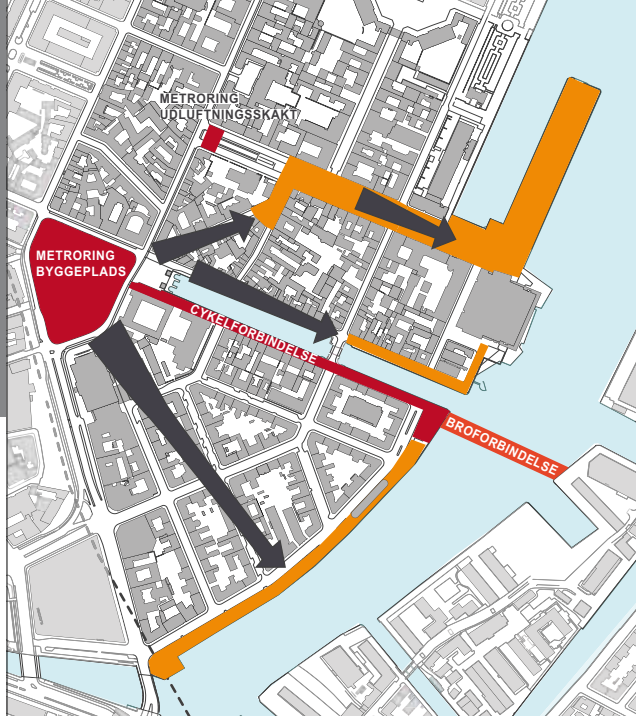 METRORING
UDLUFTNINGSSKAKT
METRORING
BYGGEPLADS
CYKELFORBINDELSE
BROFORBINDELSE